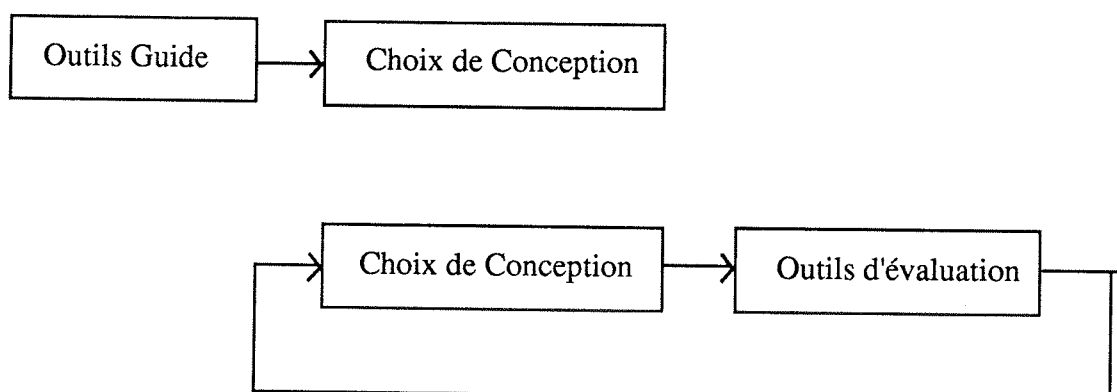 Outils Guide
Choix de Conception
Choix de Conception
Outils d'évaluation